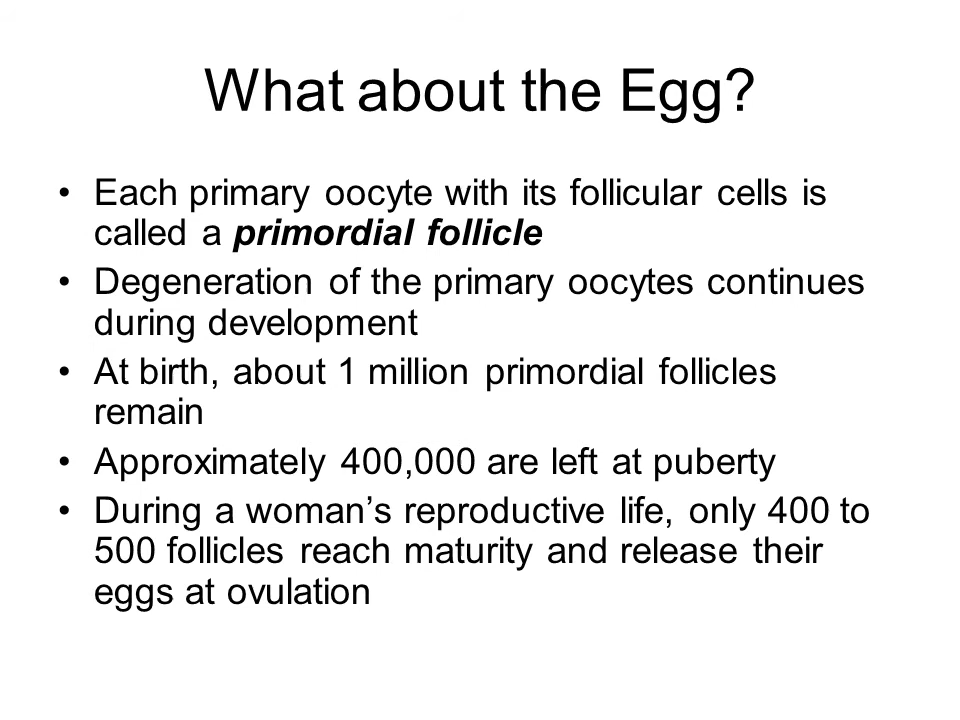 What about the Egg?
• Each primary oocyte with its follicular cells is
called a primordial follicle
• Degeneration of the primary oocytes continues
during development
• At birth, about 1 million primordial follicles
remain
• Approximately 400,000 are left at puberty
• During a woman’s reproductive life, only 400 to
500 follicles reach maturity and release their
eggs at ovulation